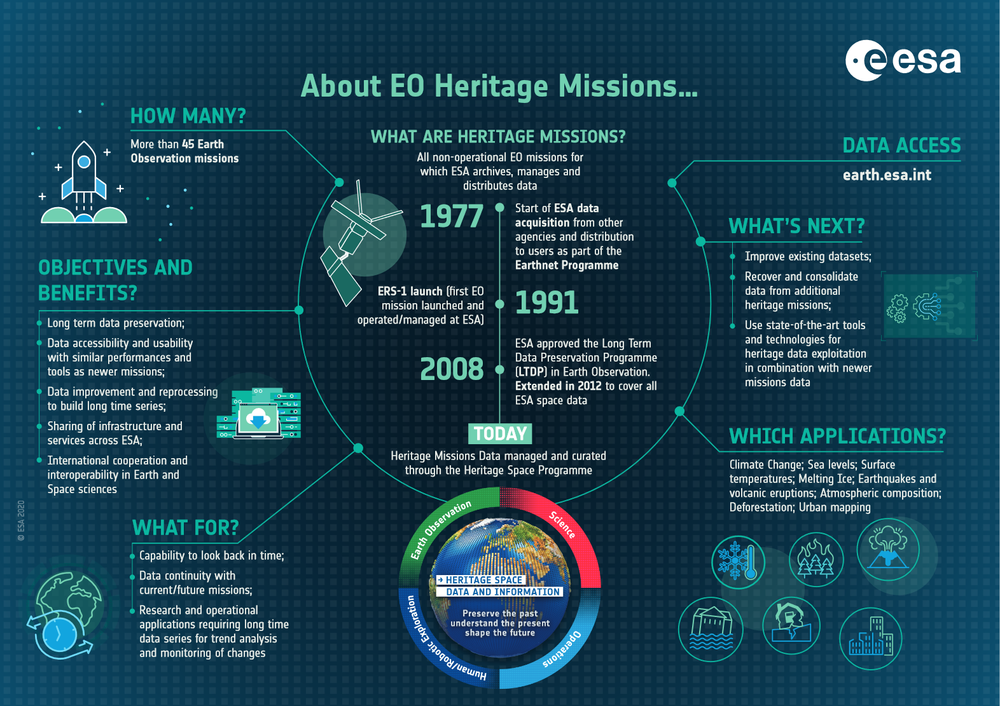 esa
About EO Heritage Missions...
HOW MANY?
More than 45 Earth
Observation missions
OBJECTIVES AND
BENEFITS?
Long term data preservation;
Data accessibility and usability
with similar performances and
tools as newer missions;
Data improvement and reprocessing
to build long time series;
Sharing of infrastructure and
services across ESA;
International cooperation and
interoperability in Earth and
Space sciences
WHAT FOR?
Capability to look back in time;
Data continuity with
current/future missions;
Research and operational
applications requiring long time
data series for trend analysis
and monitoring of changes
WHAT ARE HERITAGE MISSIONS?
All non-operational EO missions for
which ESA archives, manages and
distributes data
1977
Start of ESA data
acquisition from other
agencies and distribution
to users as part of the
Earthnet Programme
ERS-1 launch (first EO
mission launched and
operated/managed at ESA)
1991
2008
ESA approved the Long Term
Data Preservation Programme
(LTDP) in Earth Observation.
Extended in 2012 to cover all
ESA space data
TODAY
Heritage Missions Data managed and curated
through the Heritage Space Programme
Earth Observation
Science
Human/Robotic Exploration
Operations
→ HERITAGE SPACE
DATA AND INFORMATION
Preserve the past
understand the present
shape the future
DATA ACCESS
earth.esa.int
WHAT'S NEXT?
Improve existing datasets;
Recover and consolidate
data from additional
heritage missions;
Use state-of-the-art tools
and technologies for
heritage data exploitation
in combination with newer
missions data
WHICH APPLICATIONS?
Climate Change; Sea levels; Surface
temperatures; Melting Ice; Earthquakes and
volcanic eruptions; Atmospheric composition;
Deforestation; Urban mapping
© ESA 2020